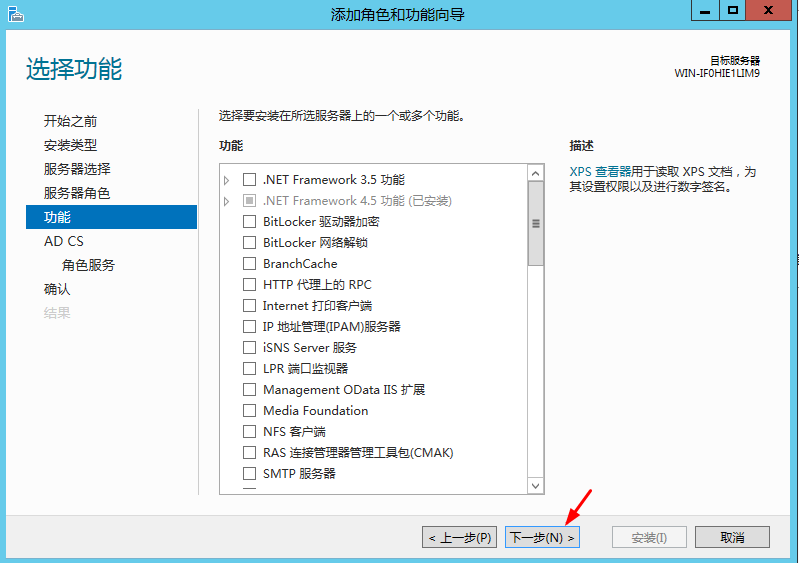 添加角色和功能向导
选择功能
目标服务器
WIN-IF0HIE1LIM9
开始之前
安装类型
服务器选择
服务器角色
功能
AD CS
角色服务
确认
结果
选择要安装在所选服务器上的一个或多个功能。
功能
.NET Framework 3.5 功能
.NET Framework 4.5 功能 (已安装)
BitLocker 驱动器加密
BitLocker 网络解锁
BranchCache
HTTP 代理上的 RPC
Internet 打印客户端
IP 地址管理(IPAM)服务器
iSNS Server 服务
LPR 端口监视器
Management OData IIS 扩展
Media Foundation
NFS 客户端
RAS 连接管理器管理工具包(CMAK)
SMTP 服务器
描述
XPS 查看器用于读取 XPS 文档，为
其设置权限以及进行数字签名。
< 上一步(P)
下一步(N) >
安装(I)
取消